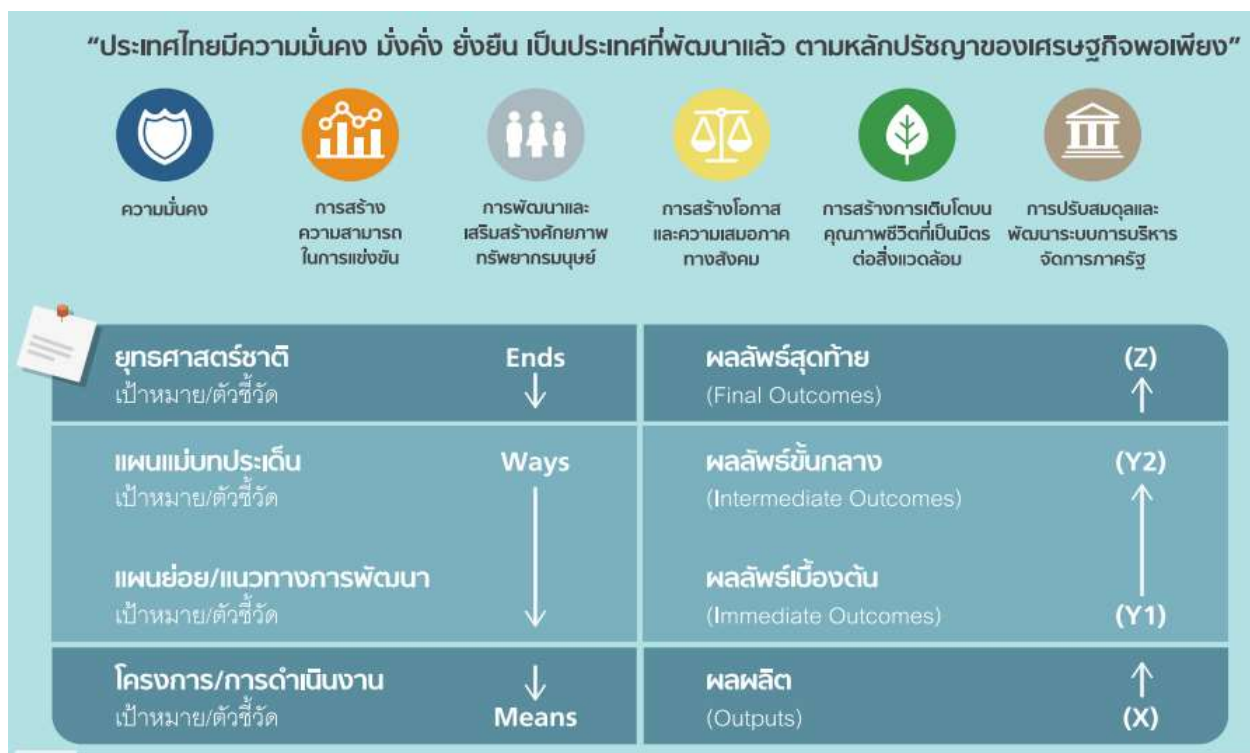 “ประเทศไทยมีความมั่นคง มั่งคั่ง ยั่งยืน เป็นประเทศที่พัฒนาแล้ว ตามหลักปรัชญาของเศรษฐกิจพอเพียง”
ความมั่นคง
การสร้าง
ความสามารถ
ในการแข่งขัน
การพัฒนาและ
เสริมสร้างศักยภาพ
ทรัพยากรมนุษย์
การสร้างโอกาส
และความเสมอภาค
ทางสังคม
การสร้างการเติบโตบน
คุณภาพชีวิตที่เป็นมิตร
ต่อสิ่งแวดล้อม
การปรับสมดุลและ
พัฒนาระบบการบริหาร
จัดการภาครัฐ
ยุทธศาสตร์ชาติ Ends
เป้าหมาย/ตัวชี้วัด
ผลลัพธ์สุดท้าย (Z)
(Final Outcomes)
แผนแม่บทประเด็น Ways
เป้าหมาย/ตัวชี้วัด
ผลลัพธ์ขั้นกลาง (Y2)
(Intermediate Outcomes)
แผนย่อย/แนวทางการพัฒนา
เป้าหมาย/ตัวชี้วัด
ผลลัพธ์เบื้องต้น
(Immediate Outcomes) (Y1)
โครงการ/การดำเนินงาน
เป้าหมาย/ตัวชี้วัด Means
ผลผลิต
(Outputs) (X)